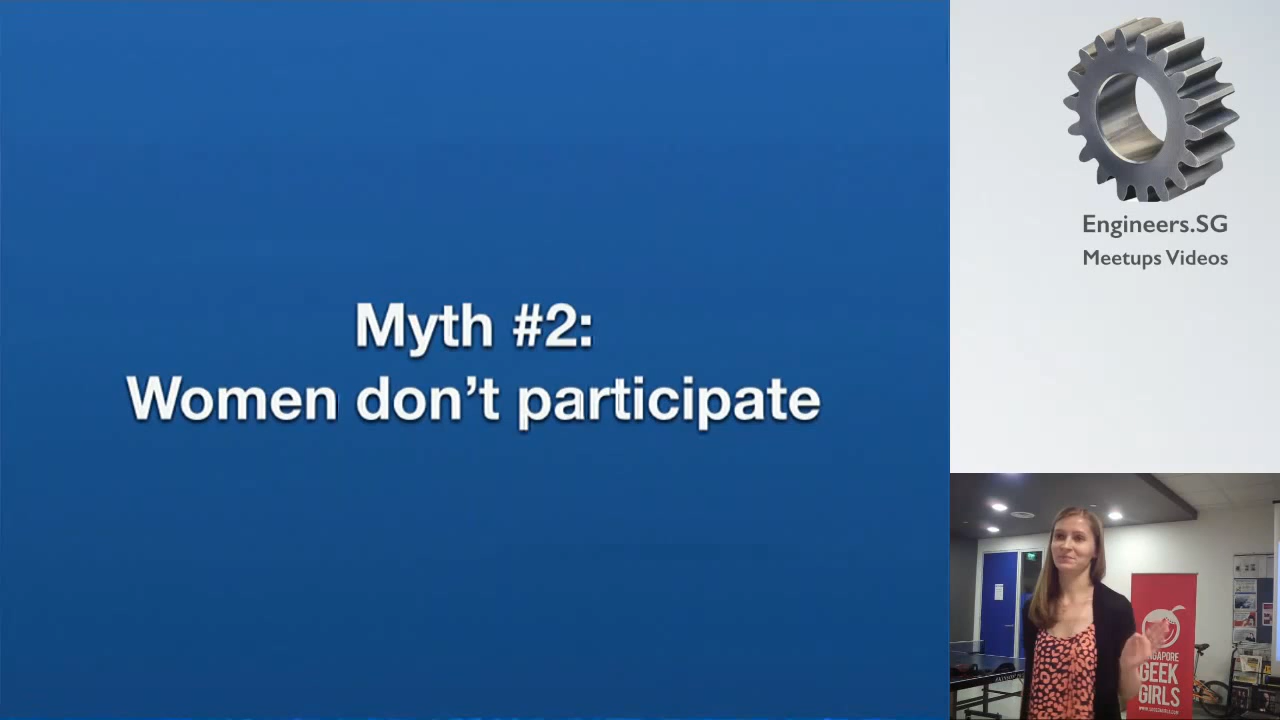 Myth #2:
Women don’t participate
Engineers.SG
Meetups Videos
GEEK
GIRLS